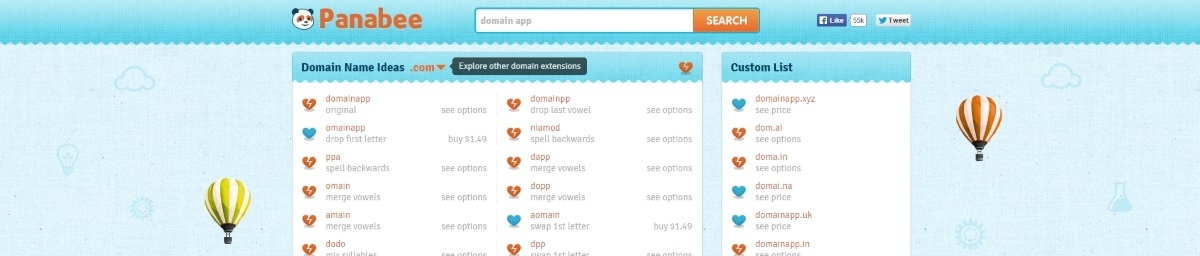 Panabee
domain app
SEARCH
Like
55k
Tweet
Domain Name Ideas .com
Explore other domain extensions
domainapp
original see options
omainapp
drop first letter buy $1.49
ppa
spell backwards see options
omain
merge vowels see options
amain
merge vowels see options
dodo
mix syllables see options
domainpp
drop last vowel see options
niamod
spell backwards see options
dapp
merge vowels see options
dopp
merge vowels see options
aomain
swap 1st letter buy $1.49
dpp
swap 1st letter see options
Custom List
domainapp.xyz
see price
dom.ai
see options
doma.in
see options
domai.na
see price
domainapp.uk
see price
domainapp.in
see options